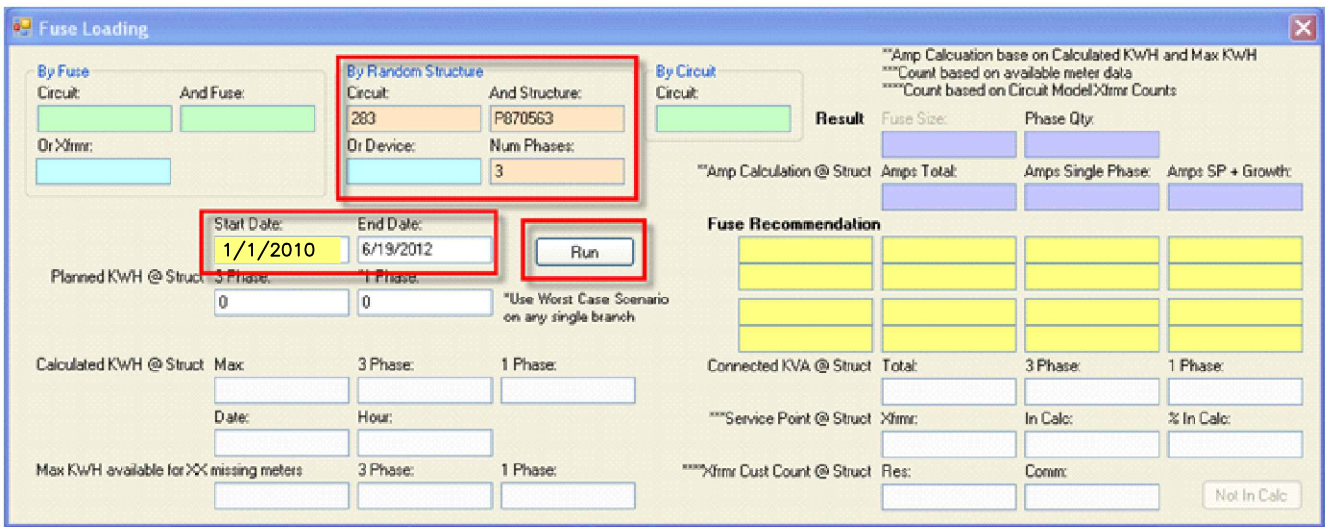 Fuse Loading
By Fuse
Circuit: And Fuse:
Or Xfrmr:
By Random Structure
Circuit: And Structure:
283 P870563
Or Device: Num Phases:
3
By Circuit
Circuit:
**Amp Calcuation base on Calculated KWH and Max KWH
***Count based on available meter data
****Count based on Circuit Model Xfrmr Counts
Result Fuse Size: Phase Qty:
**Amp Calculation @ Struct Amps Total: Amps Single Phase: Amps SP + Growth:
Start Date: End Date:
1/1/2010 6/19/2012
Run
Fuse Recommendation
Planned KWH @ Struct 3 Phase: *1 Phase:
0 0
*Use Worst Case Scenario
on any single branch
Calculated KWH @ Struct Max: 3 Phase: 1 Phase:
Date: Hour:
Max KWH available for XX missing meters 3 Phase: 1 Phase:
Connected KVA @ Struct Total: 3 Phase: 1 Phase:
***Service Point @ Struct Xfrmr: In Calc: % In Calc:
****Xfrmr Cust Count @ Struct Res: Comm:
Not In Calc